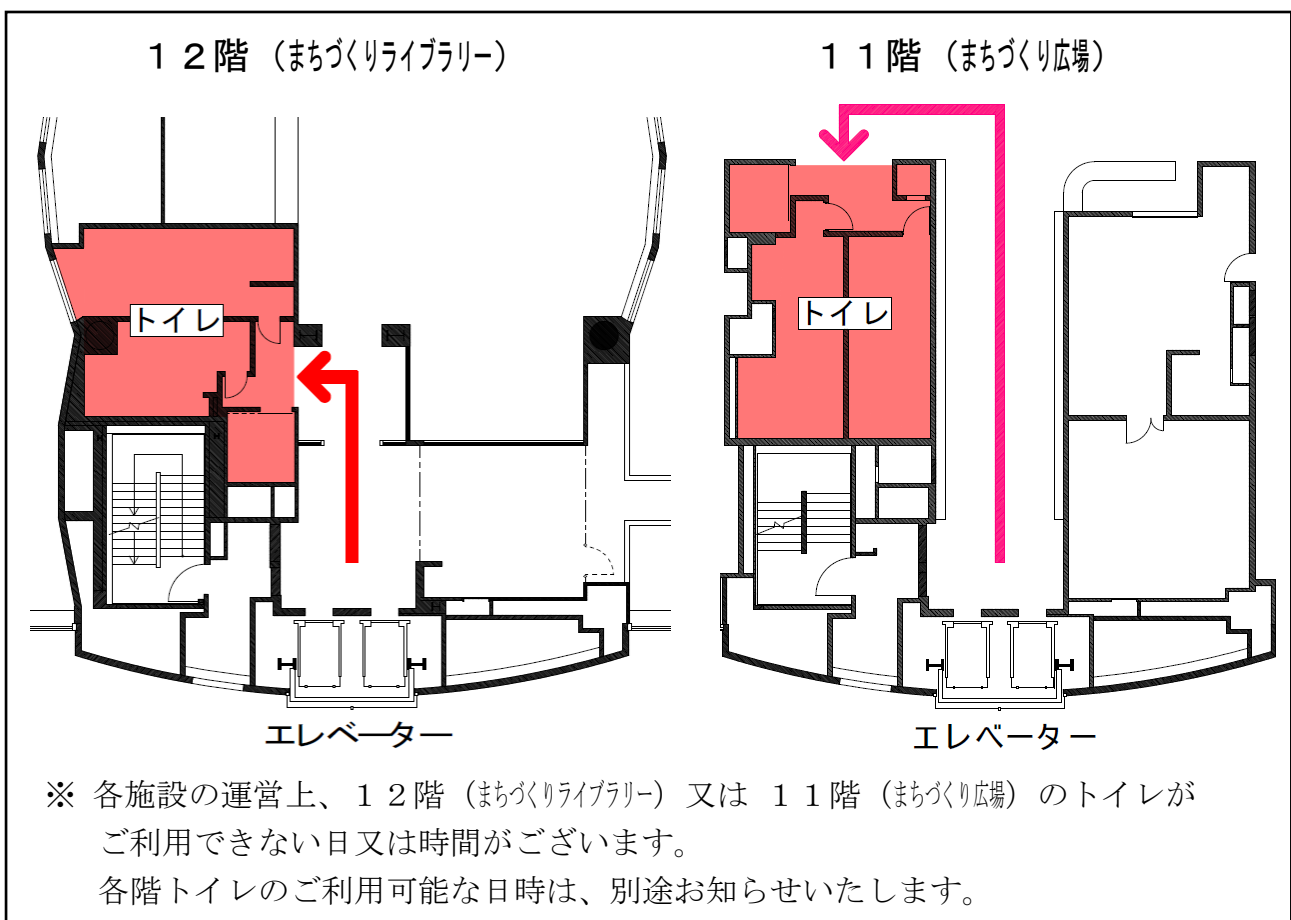 １２階（まちづくりライブラリー）
１１階（まちづくり広場）
トイレ
トイレ
エレベーター
エレベーター
※ 各施設の運営上、１２階（まちづくりライブラリー）又は １１階（まちづくり広場）のトイレが
ご利用できない日又は時間がございます。
各階トイレのご利用可能な日時は、別途お知らせいたします。